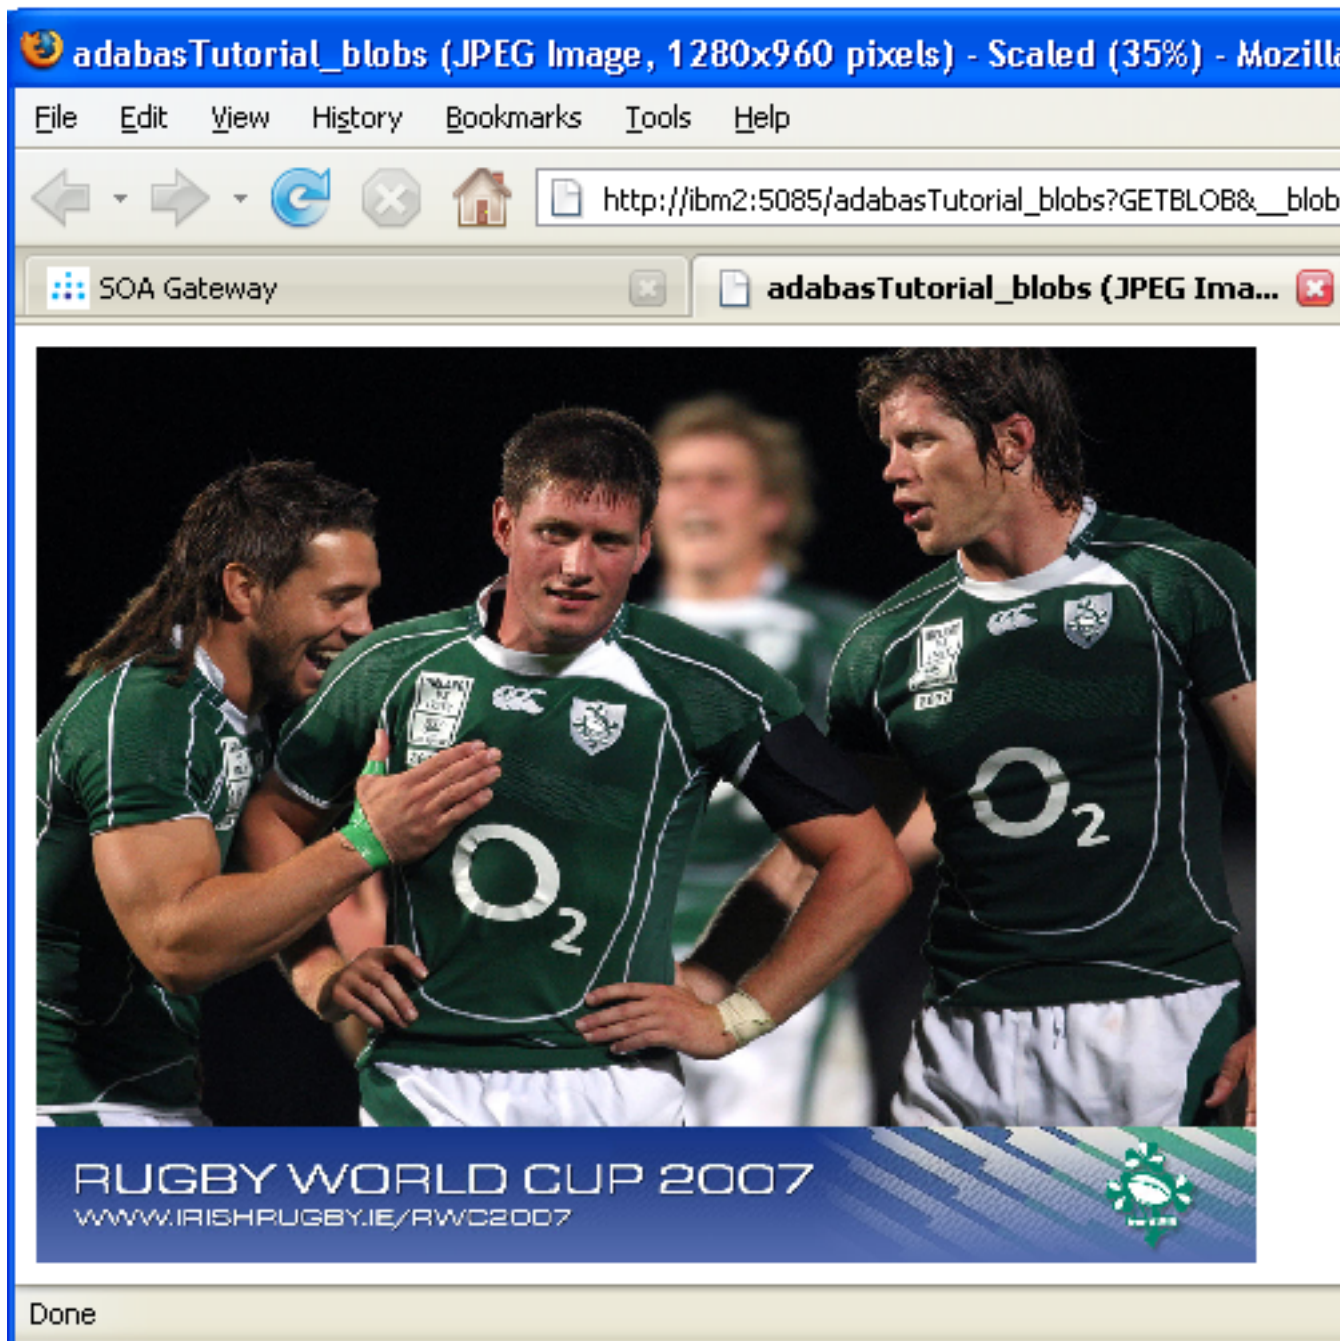 adabasTutorial_blobs (JPEG Image, 1280x960 pixels) - Scaled (35%) - Mozilla
File Edit View History Bookmarks Tools Help
http://ibm2:5085/adabasTutorial_blobs?GETBLOB&__blob
SOA Gateway adabasTutorial_blobs (JPEG Ima...
O2
O2
RUGBY WORLD CUP 2007
WWW.IRISHRUGBY.IE/RWC2007
Done